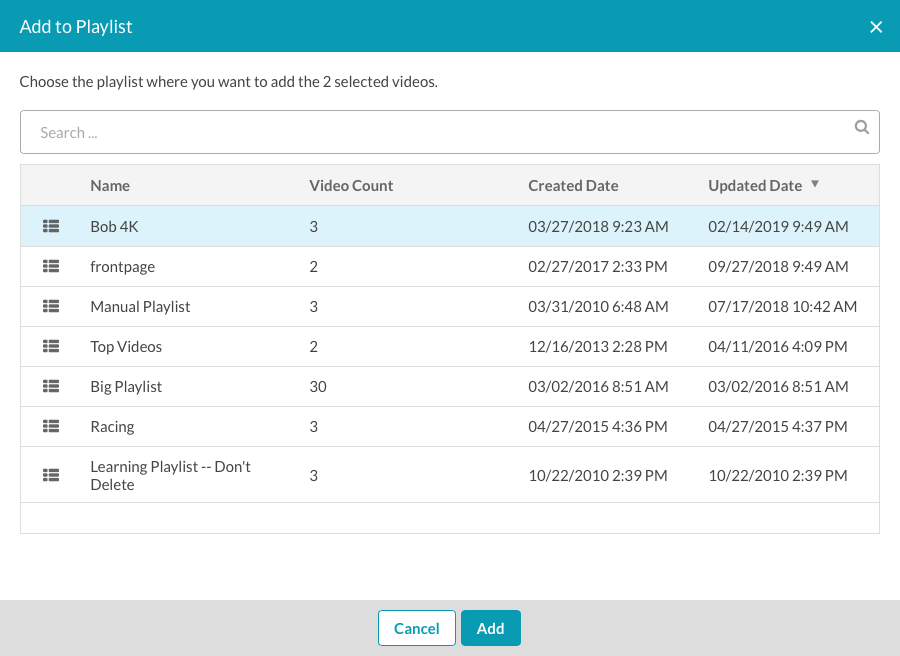 Add to Playlist
Choose the playlist where you want to add the 2 selected videos.
Search ...
Name Video Count Created Date Updated Date ▼
Bob 4K 3 03/27/2018 9:23 AM 02/14/2019 9:49 AM
frontpage 2 02/27/2017 2:33 PM 09/27/2018 9:49 AM
Manual Playlist 3 03/31/2010 6:48 AM 07/17/2018 10:42 AM
Top Videos 2 12/16/2013 2:28 PM 04/11/2016 4:09 PM
Big Playlist 30 03/02/2016 8:51 AM 03/02/2016 8:51 AM
Racing 3 04/27/2015 4:36 PM 04/27/2015 4:37 PM
Learning Playlist -- Don't
Delete 3 10/22/2010 2:39 PM 10/22/2010 2:39 PM
Cancel Add